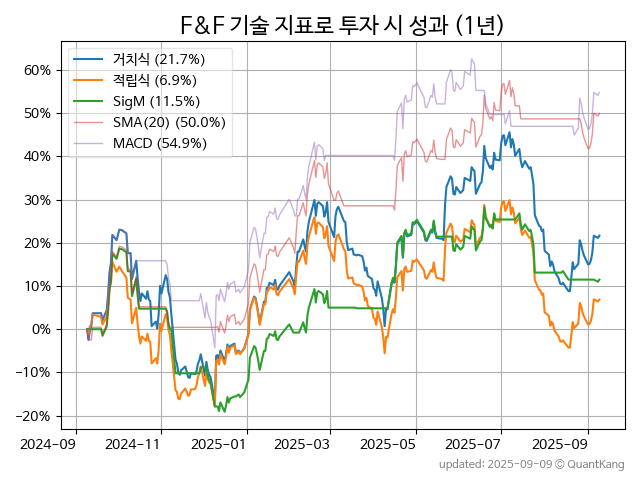 F&F 기술 지표로 투자 시 성과 (1년)
거치식 (21.7%)
적립식 (6.9%)
SigM (11.5%)
SMA(20) (50.0%)
MACD (54.9%)
60%
50%
40%
30%
20%
10%
0%
−10%
−20%
2024-09 2024-11 2025-01 2025-03 2025-05 2025-07 2025-09
updated: 2025-09-09 © QuantKang